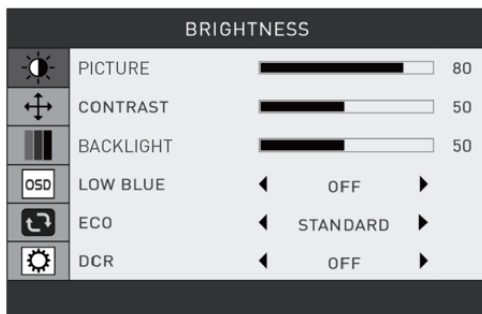 BRIGHTNESS
PICTURE 80
CONTRAST 50
BACKLIGHT 50
OSD LOW BLUE OFF
ECO STANDARD
DCR OFF